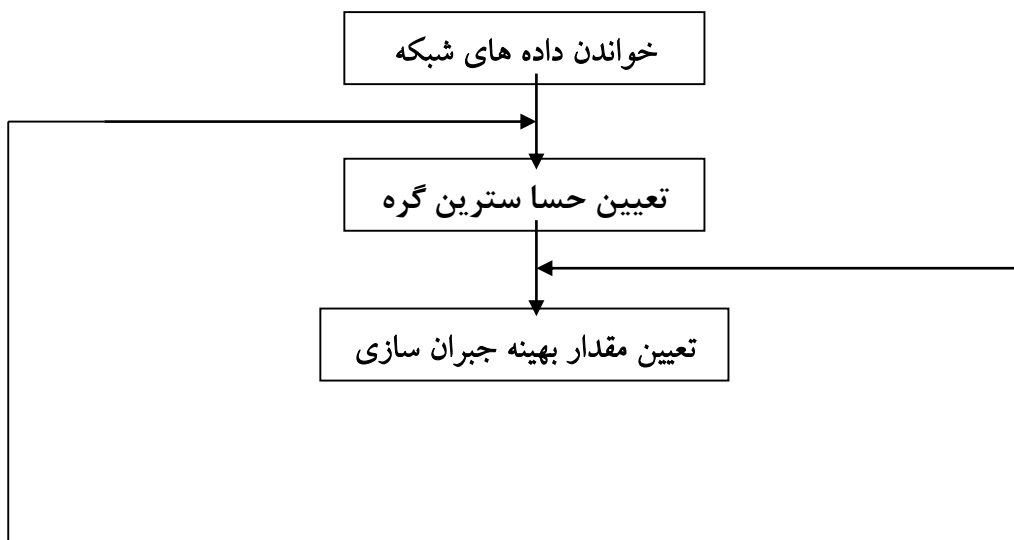 خواندن داده های شبکه
تعیین حسا سترین گره
تعیین مقدار بهینه جبران سازی